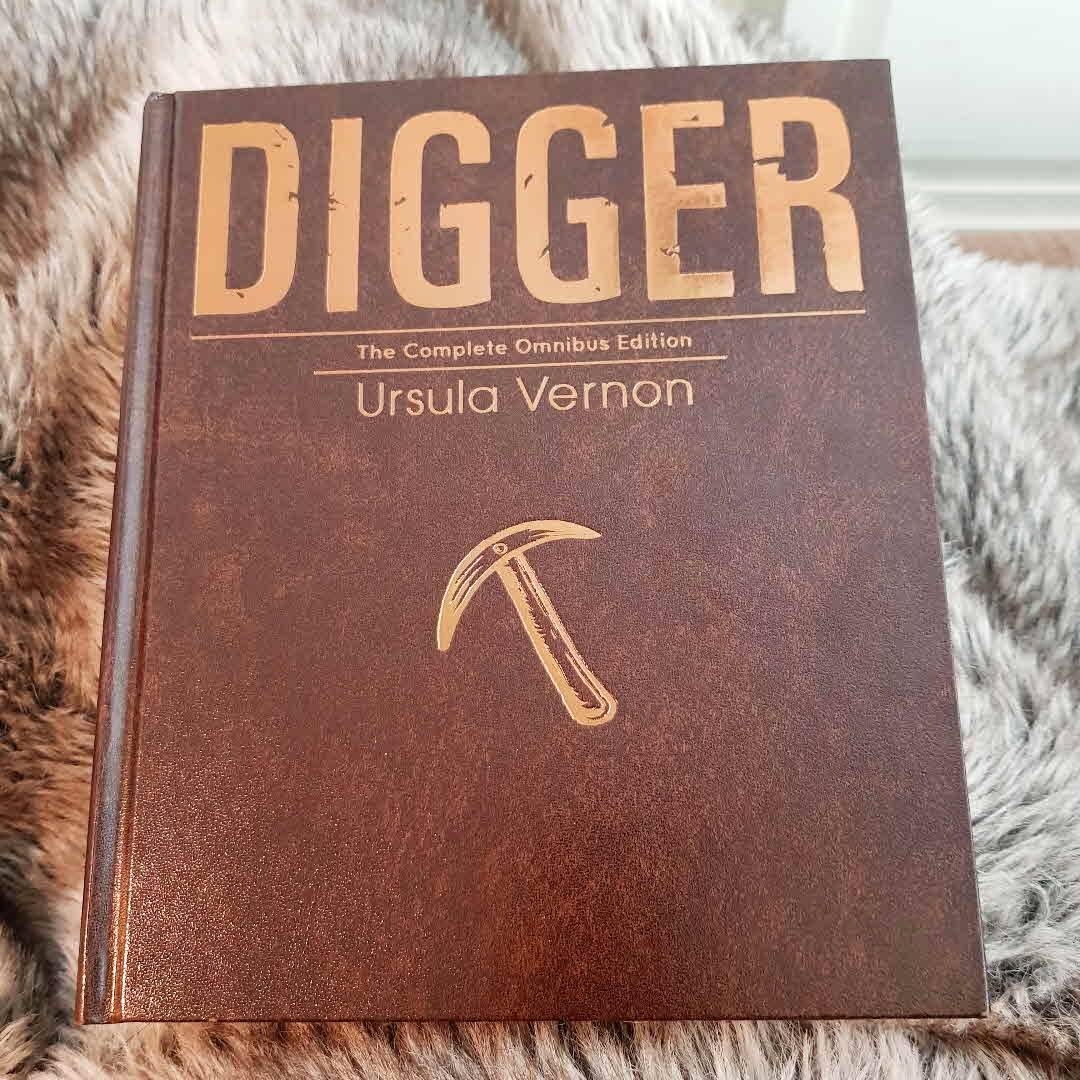 DIGGER
The Complete Omnibus Edition
Ursula Vernon